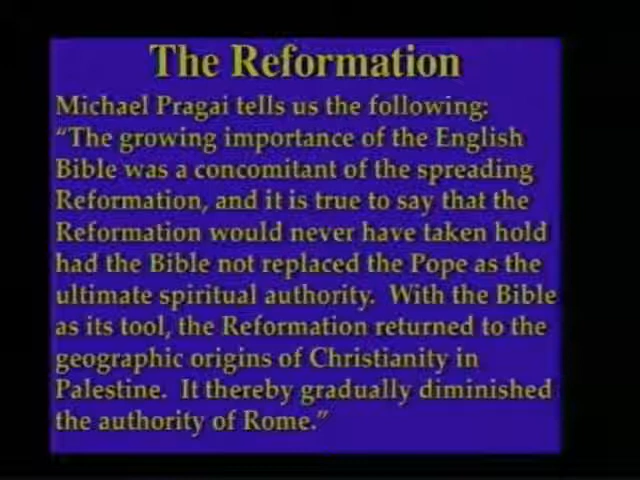 The Reformation
Michael Pragai tells us the following:
“The growing importance of the English
Bible was a concomitant of the spreading
Reformation, and it is true to say that the
Reformation would never have taken hold
had the Bible not replaced the Pope as the
ultimate spiritual authority.  With the Bible
as its tool, the Reformation returned to the
geographic origins of Christianity in
Palestine.  It thereby gradually diminished
the authority of Rome.”